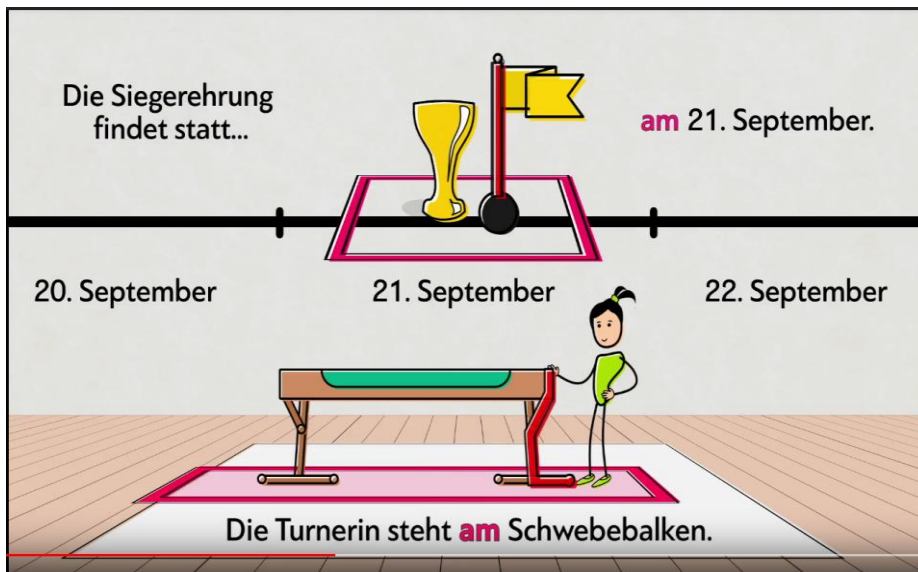 Die Siegerehrung
findet statt...
am 21. September.
20. September
21. September
22. September
Die Turnerin steht am Schwebebalken.